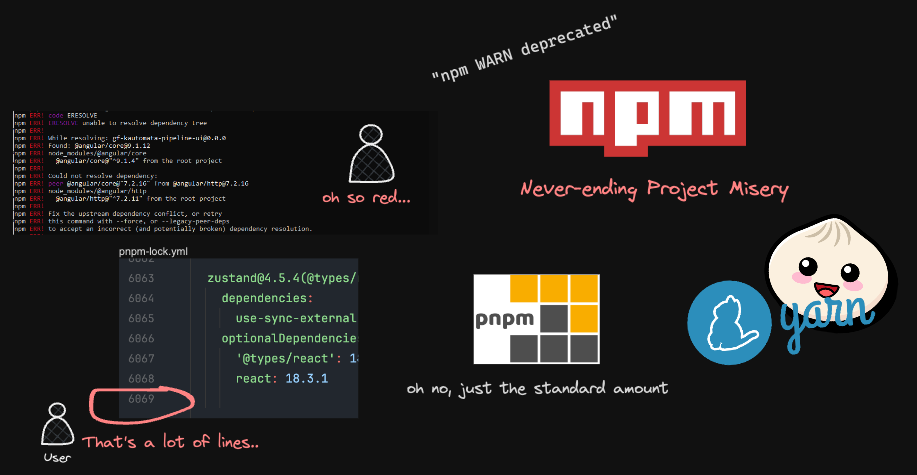 "npm WARN deprecated"
npm
Never-ending Project Misery
npm ERR! code ERESOLVE
npm ERR! ERESOLVE unable to resolve dependency tree
npm ERR!
npm ERR! While resolving: gf-kautomata-pipeline-ui@0.0.0
npm ERR! Found: @angular/core@9.1.12
npm ERR! node_modules/@angular/core
npm ERR!   @angular/core@"^9.1.4" from the root project
npm ERR!
npm ERR! Could not resolve dependency:
npm ERR! peer @angular/core@"^7.2.16" from @angular/http@7.2.16
npm ERR! node_modules/@angular/http
npm ERR!   @angular/http@"^7.2.11" from the root project
npm ERR!
npm ERR! Fix the upstream dependency conflict, or retry
npm ERR! this command with --force, or --legacy-peer-deps
npm ERR! to accept an incorrect (and potentially broken) dependency resolution.
oh so red...
pnpm-lock.yml
6063 zustand@4.5.4(@types/
6064 dependencies:
6065 use-sync-external
6066 optionalDependencie
6067 '@types/react': 18
6068 react: 18.3.1
6069
User
That's a lot of lines..
pnpm
oh no, just the standard amount
yarn